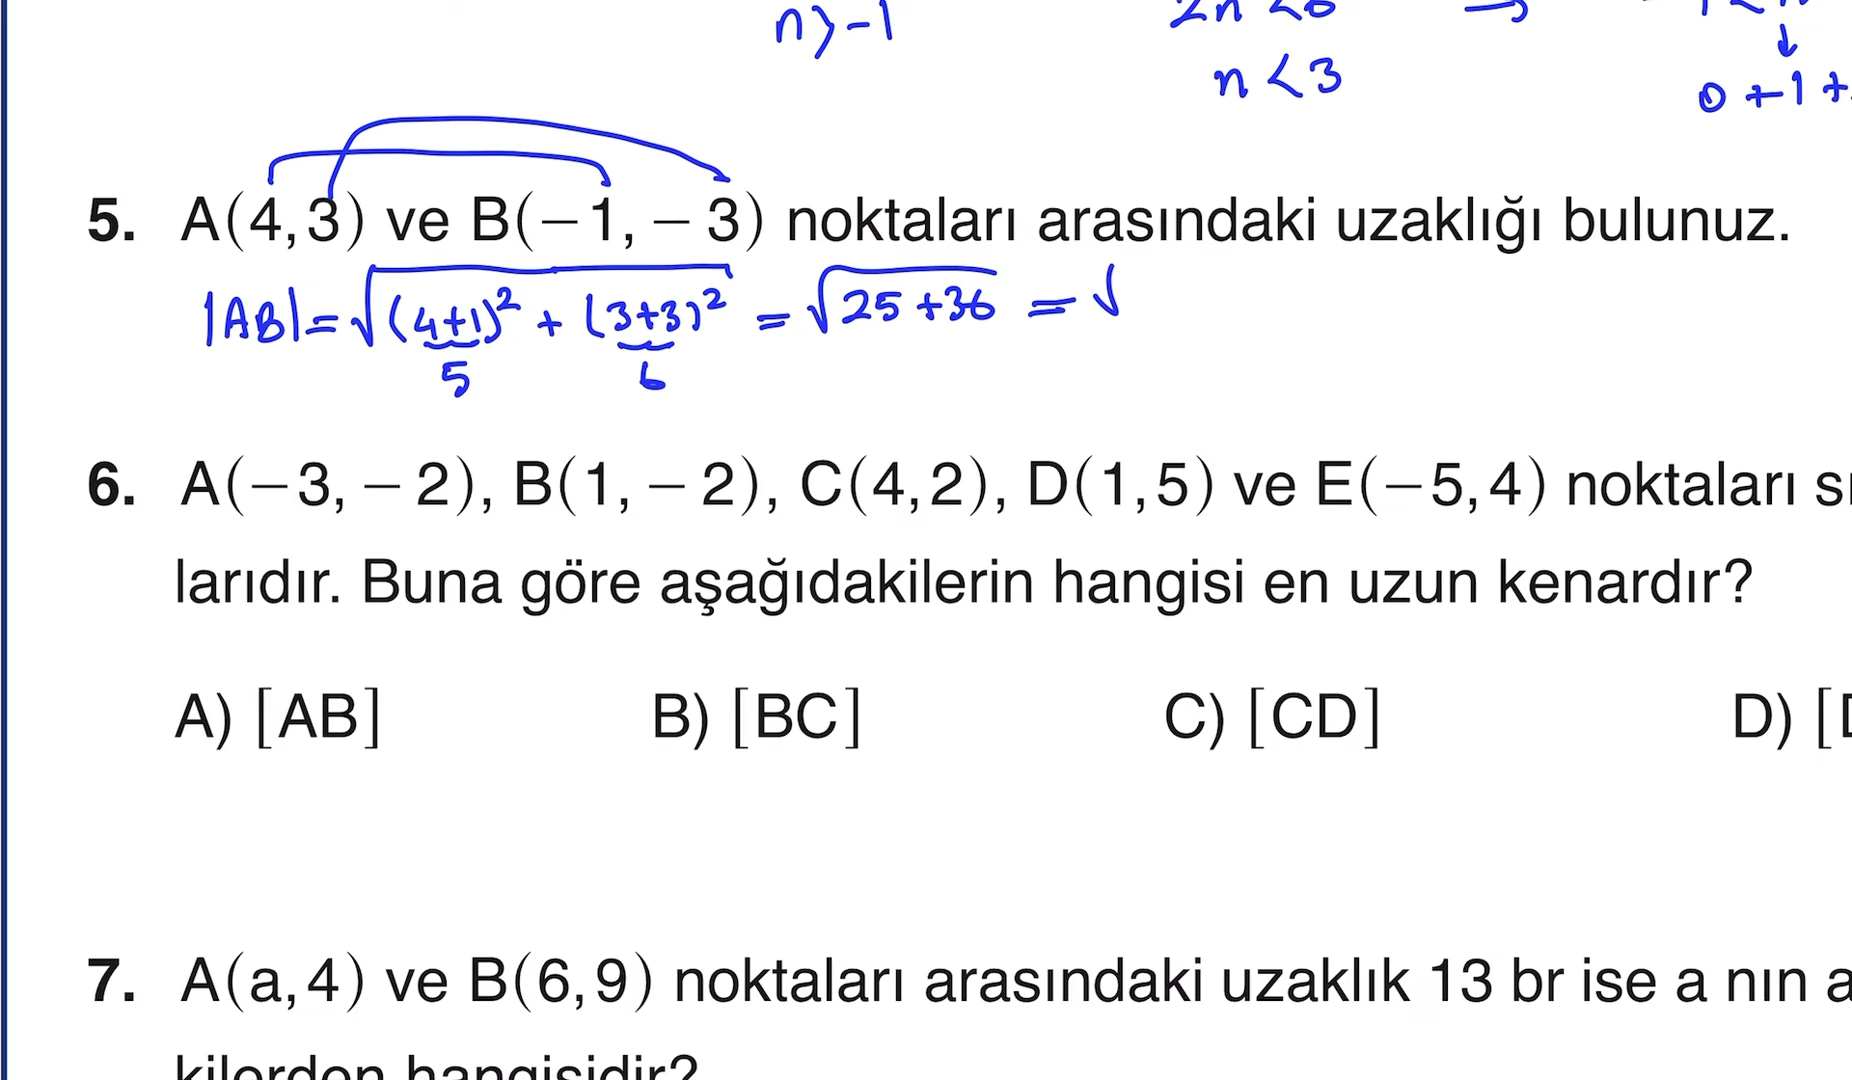 n>-1
n<3
0+1+
5. A(4,3) ve B(-1,-3) noktaları arasındaki uzaklığı bulunuz.
|AB|=√(4+1)²+(3+3)² = √25+36 = √
5 6
6. A(-3,-2), B(1,-2), C(4,2), D(1,5) ve E(-5,4) noktaları
larıdır. Buna göre aşağıdakilerin hangisi en uzun kenardır?
A) [AB] B) [BC] C) [CD] D) [
7. A(a,4) ve B(6,9) noktaları arasındaki uzaklık 13 br ise a nın
kilerden hangisidir?